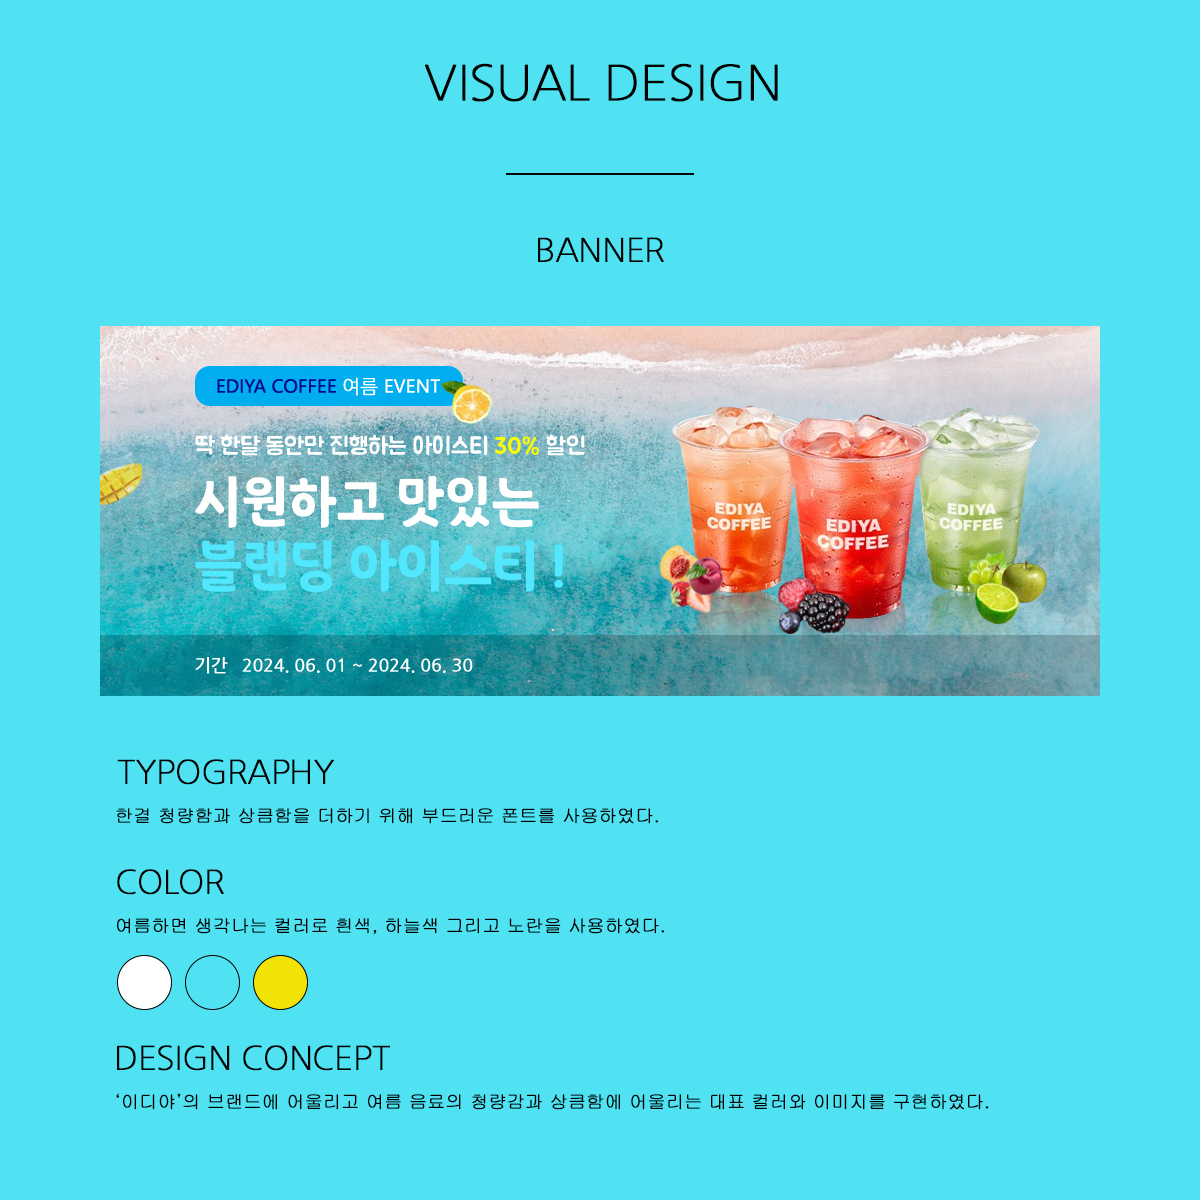 VISUAL DESIGN
BANNER
EDIYA COFFEE 여름 EVENT
딱 한달 동안만 진행하는 아이스티 30% 할인
시원하고 맛있는
블랜딩 아이스티 !
EDIYA
COFFEE
EDIYA
COFFEE
EDIYA
COFFEE
기간 2024. 06. 01 ~ 2024. 06. 30
TYPOGRAPHY
한결 청량함과 상큼함을 더하기 위해 부드러운 폰트를 사용하였다.
COLOR
여름하면 생각나는 컬러로 흰색, 하늘색 그리고 노란을 사용하였다.
DESIGN CONCEPT
‘이디야’의 브랜드에 어울리고 여름 음료의 청량감과 상큼함에 어울리는 대표 컬러와 이미지를 구현하였다.